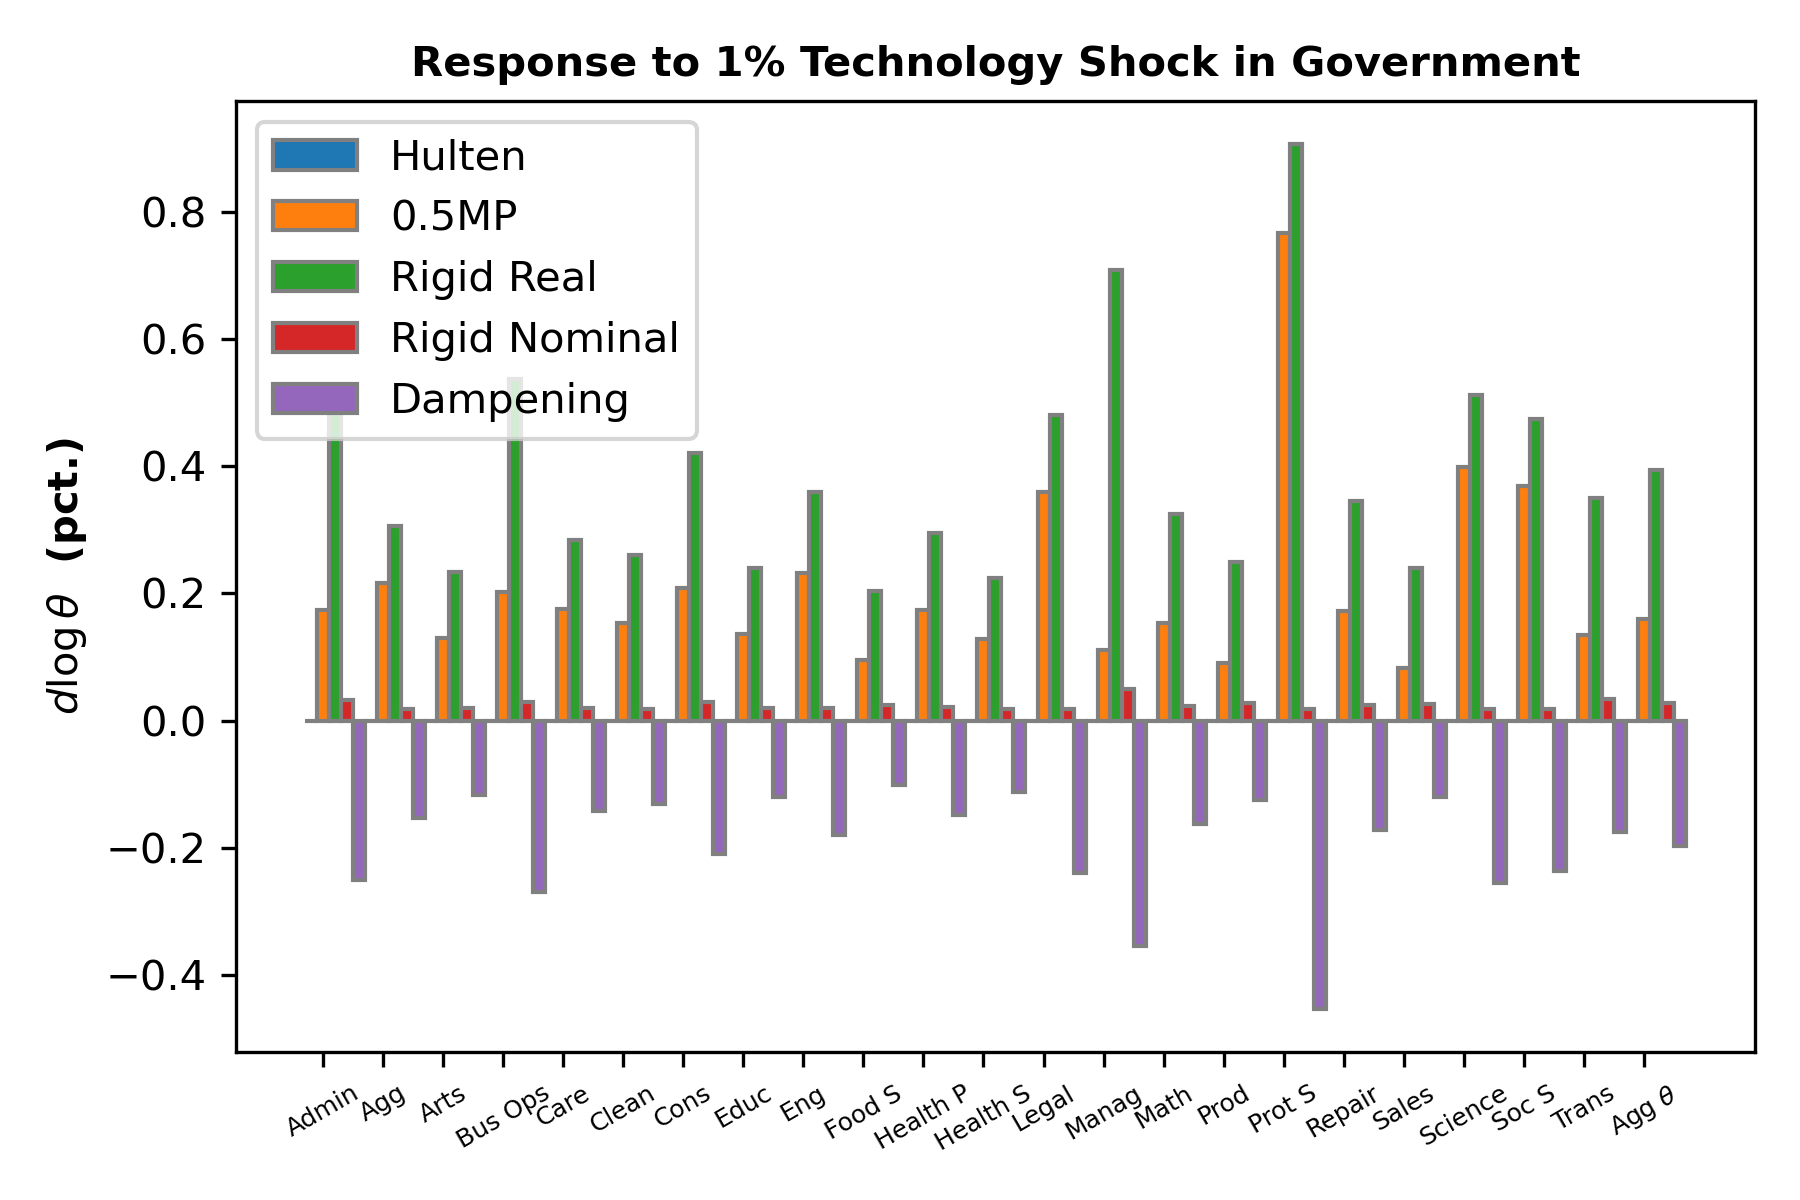 Response to 1% Technology Shock in Government
Hulten
0.5MP
Rigid Real
Rigid Nominal
Dampening
0.8
0.6
0.4
0.2
0.0
−0.2
−0.4
dlog θ (pct.)
Admin
Agg
Arts
Bus Ops
Care
Clean
Cons
Educ
Eng
Food S
Health P
Health S
Legal
Manag
Math
Prod
Prot S
Repair
Sales
Science
Soc S
Trans
Agg θ